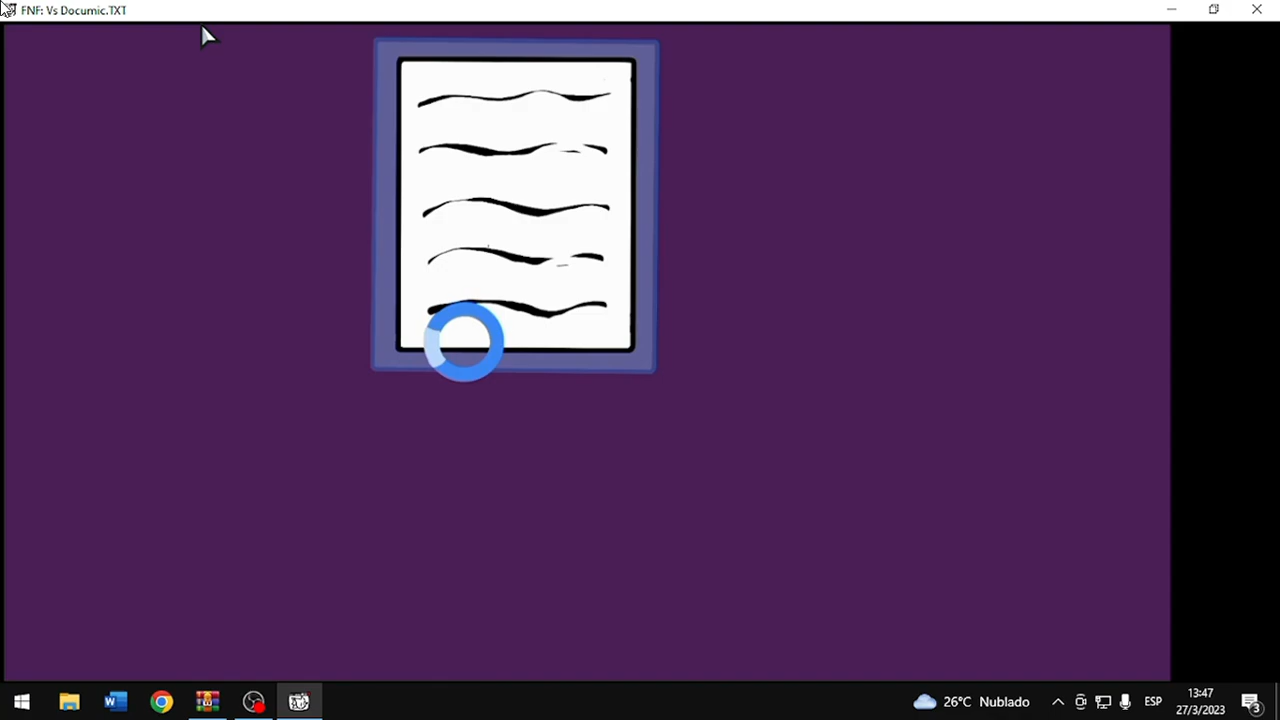 FNF: Vs Documic.TXT
26°C Nublado
ESP
13:47
27/3/2023
3